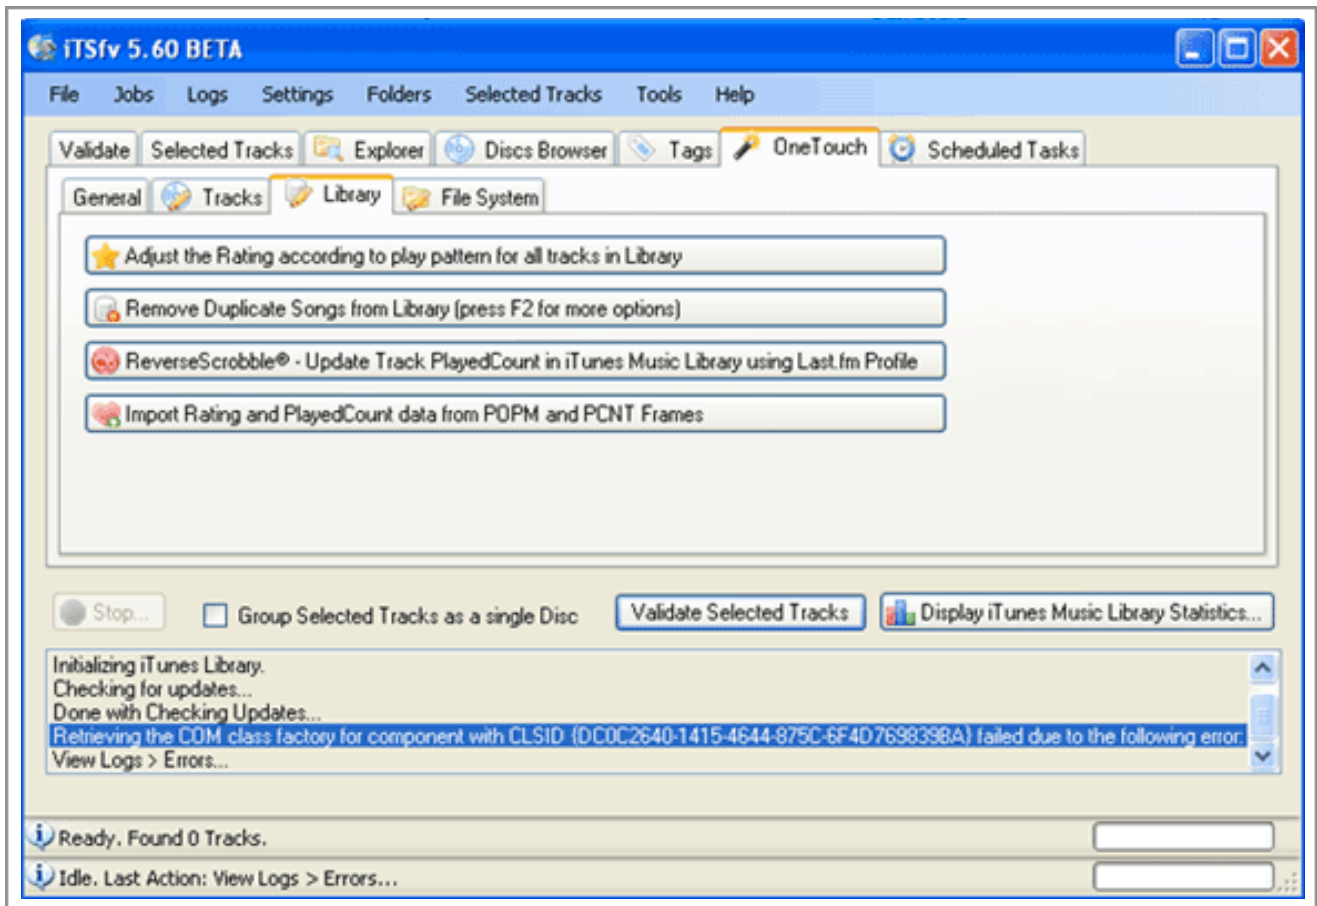 iTSfv 5.60 BETA
File Jobs Logs Settings Folders Selected Tracks Tools Help
Validate Selected Tracks Explorer Discs Browser Tags OneTouch Scheduled Tasks
General Tracks Library File System
Adjust the Rating according to play pattern for all tracks in Library
Remove Duplicate Songs from Library (press F2 for more options)
ReverseScrobble® - Update Track PlayedCount in iTunes Music Library using Last.fm Profile
Import Rating and PlayedCount data from POPM and PCNT Frames
Stop... Group Selected Tracks as a single Disc Validate Selected Tracks Display iTunes Music Library Statistics...
Initializing iTunes Library.
Checking for updates...
Done with Checking Updates...
Retrieving the COM class factory for component with CLSID {DC0C2640-1415-4644-875C-6F4D769839BA} failed due to the following error:
View Logs > Errors...
Ready. Found 0 Tracks.
Idle. Last Action: View Logs > Errors...